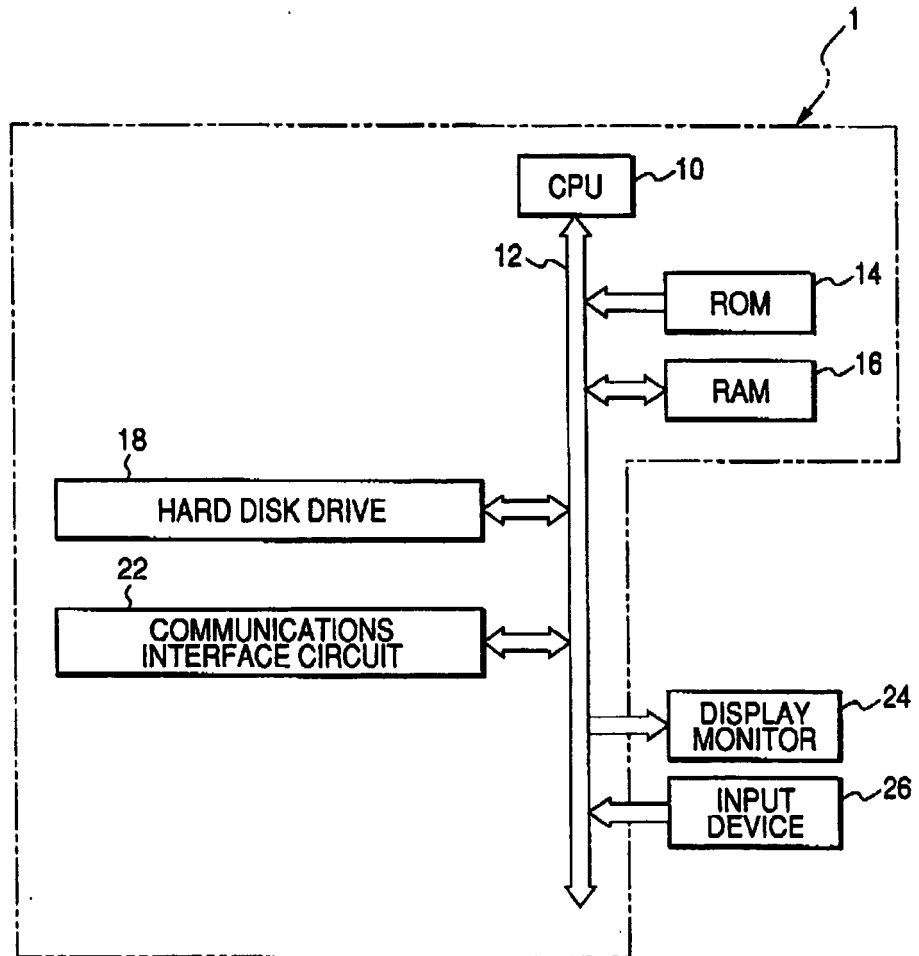 1
CPU
10
12
ROM
14
RAM
16
18
HARD DISK DRIVE
22
COMMUNICATIONS
INTERFACE CIRCUIT
DISPLAY
MONITOR
24
INPUT
DEVICE
26